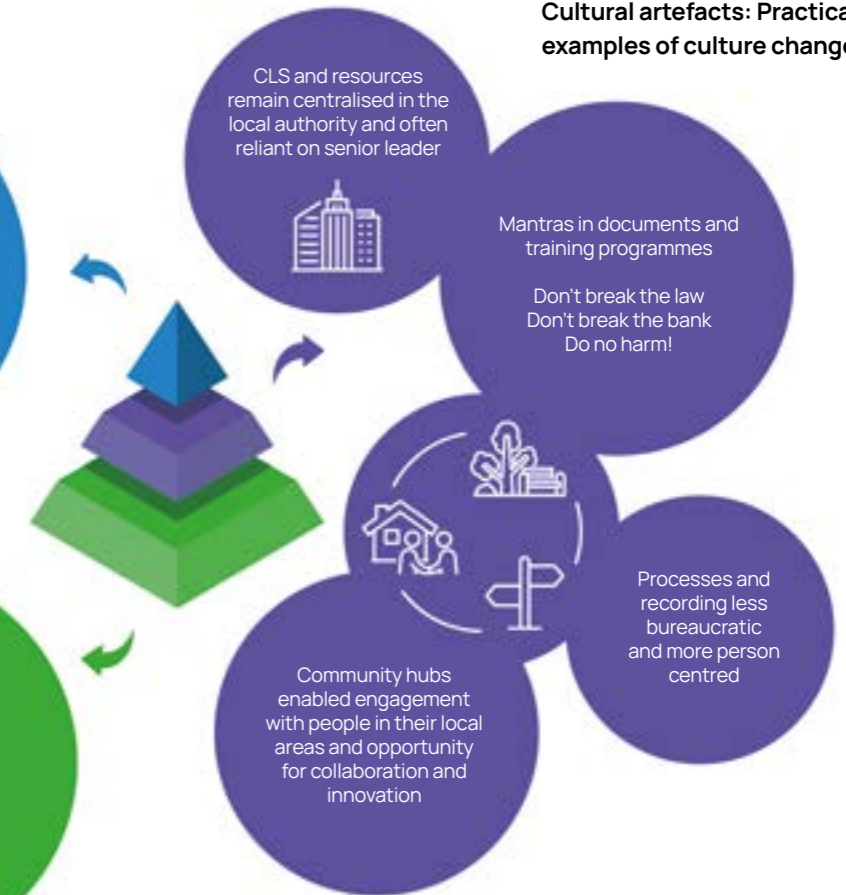 Cultural artefacts: Practica
examples of culture change
CLS and resources
remain centralised in the
local authority and often
reliant on senior leader
Mantras in documents and
training programmes
Don't break the law
Don't break the bank
Do no harm!
Processes and
recording less
bureaucratic
and more person
centred
Community hubs
enabled engagement
with people in their local
areas and opportunity
for collaboration and
innovation